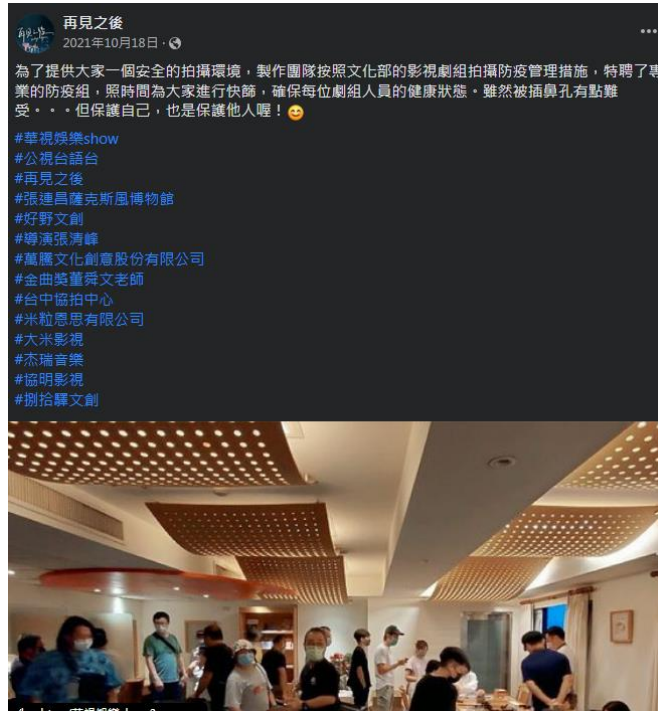 再見之後
2021年10月18日
為了提供大家一個安全的拍攝環境，製作團隊按照文化部的影視劇組拍攝防疫管理措施，特聘了專
業的防疫組，照時間為大家進行快篩，確保每位劇組人員的健康狀態。雖然被插鼻孔有點難
受・・・但保護自己，也是保護他人喔！😊
#華視娛樂show
#公視台語台
#再見之後
#張連昌薩克斯風博物館
#好野文創
#導演張清峰
#萬騰文化創意股份有限公司
#金曲獎董舜文老師
#台中協拍中心
#米粒恩思有限公司
#大米影視
#杰瑞音樂
#協明影視
#捌拾驛文創